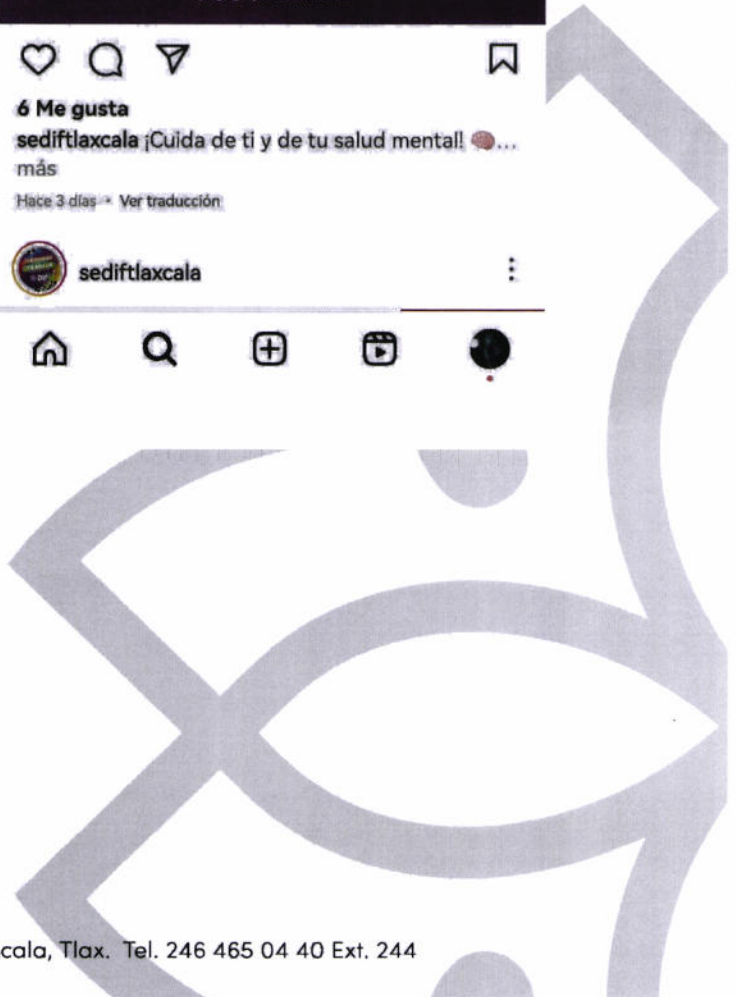 6 Me gusta
sediftlaxcala ¡Cuida de ti y de tu salud mental! 🧠...
más
Hace 3 días • Ver traducción
sediftlaxcala
cala, Tlax. Tel. 246 465 04 40 Ext. 244